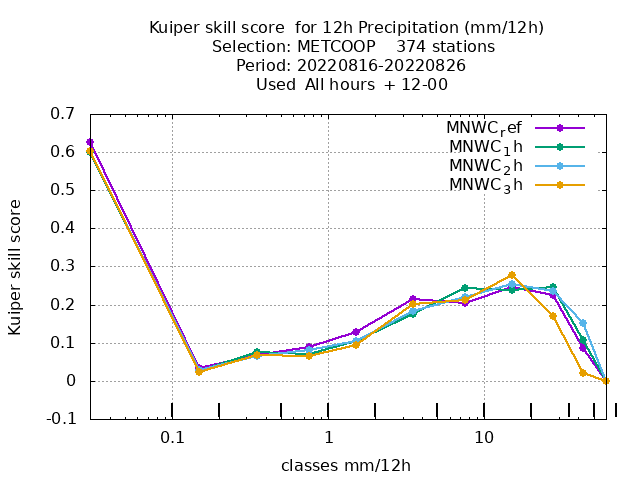 Kuiper skill score  for 12h Precipitation (mm/12h)
Selection: METCOOP    374 stations
Period: 20220816-20220826
Used  All hours  + 12-00
MNWC_ref
MNWC_1h
MNWC_2h
MNWC_3h
0.7
0.6
0.5
0.4
0.3
0.2
0.1
0
-0.1
Kuiper skill score
0.1
1
10
classes mm/12h